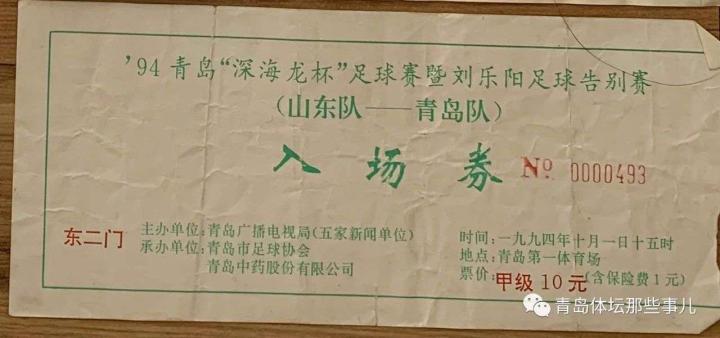 '94青岛“深海龙杯”足球赛暨刘乐阳足球告别赛
(山东队——青岛队)
入场券 No 0000493
东二门
主办单位:青岛广播电视局(五家新闻单位)
承办单位:青岛市足球协会
青岛中药股份有限公司
时间:一九九四年十月一日十五时
地点:青岛第一体育场
票价:甲级10元(含保险费1元)
青岛体坛那些事儿